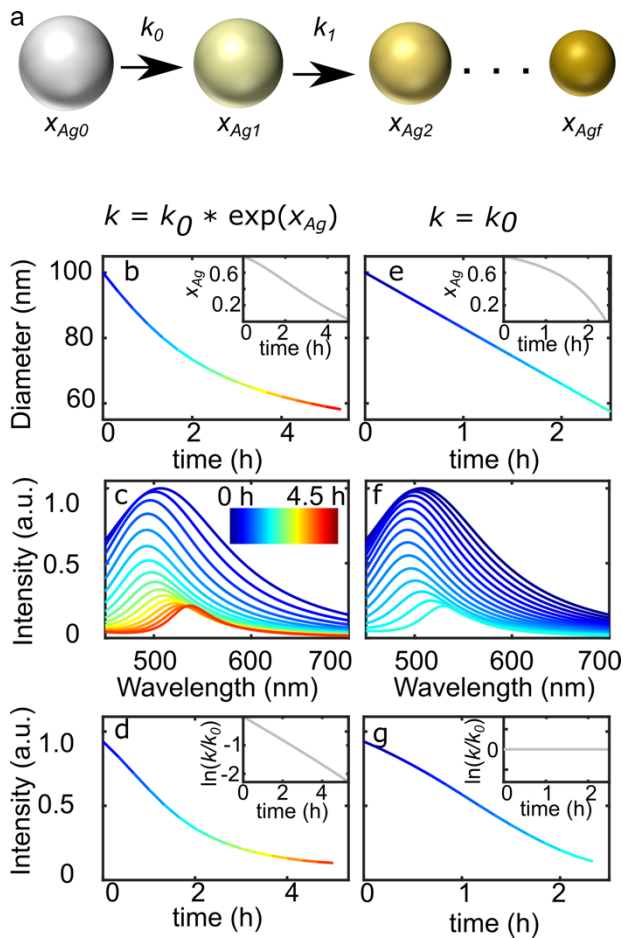 a
k0 k1
xAg0 xAg1 xAg2 . . . xAgf
k = k0 * exp(xAg) k = k0
b
Diameter (nm)
100
80
60
0 2 4
time (h)
xAg
0.6
0.2
0 2 4
time (h)
e
0 1 2
time (h)
xAg
0.6
0.2
0 1 2
time (h)
c
Intensity (a.u.)
1.0
0.5
0
0 h 4.5 h
500 600 700
Wavelength (nm)
f
500 600 700
Wavelength (nm)
d
Intensity (a.u.)
1.0
0.5
0
0 2 4
time (h)
ln(k/k0)
-1
-2
0 2 4
time (h)
g
0 1 2
time (h)
ln(k/k0)
0
0 1 2
time (h)